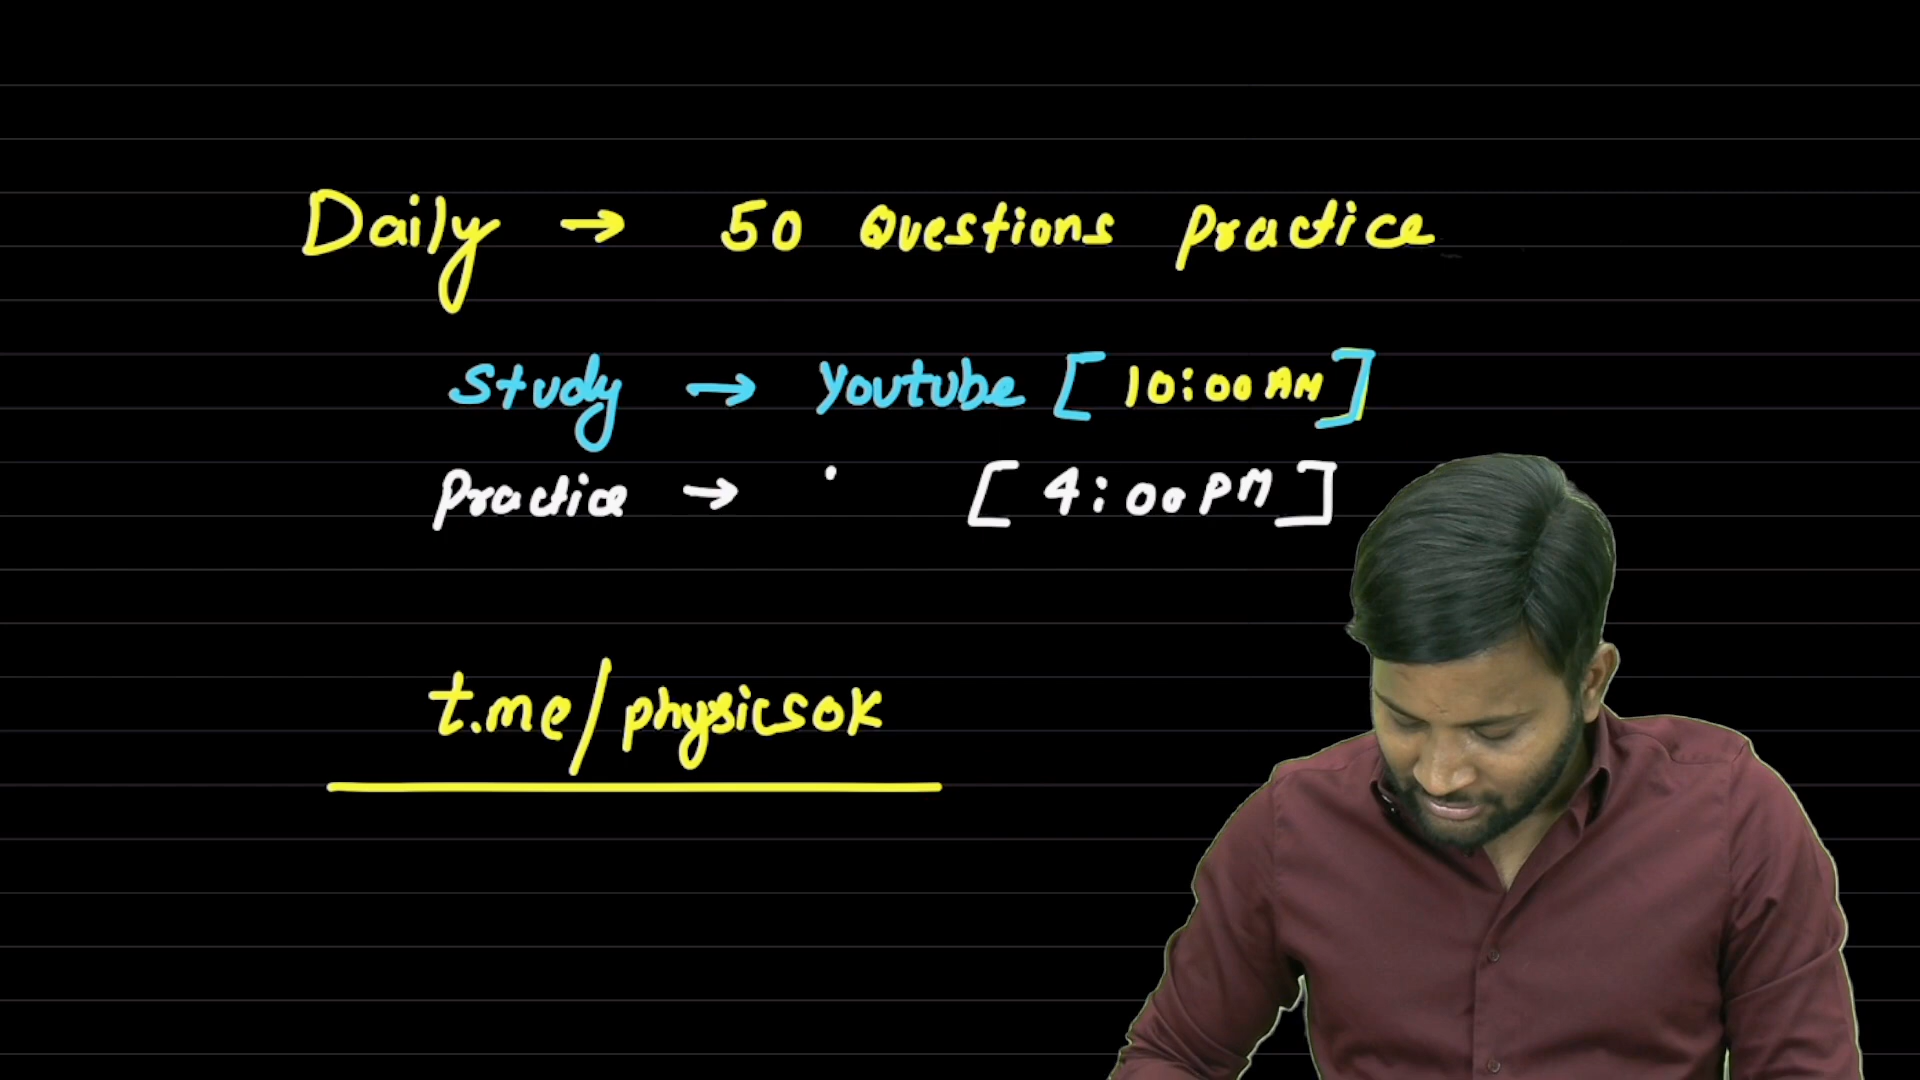 Daily → 50 Questions Practice
Study → Youtube [ 10:00 AM ]
Practice → [ 4:00 PM ]
t.me/physicsok